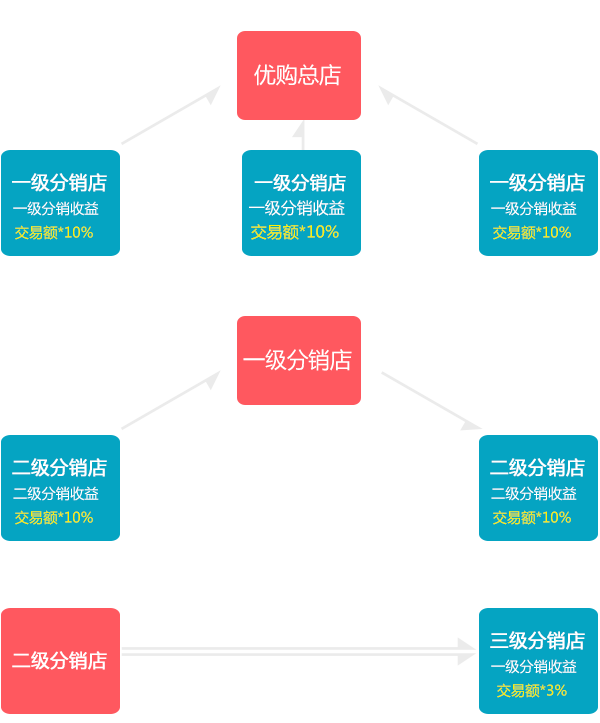 优购总店
一级分销店
一级分销收益
交易额*10%
一级分销店
一级分销收益
交易额*10%
一级分销店
一级分销收益
交易额*10%
一级分销店
二级分销店
二级分销收益
交易额*10%
二级分销店
二级分销收益
交易额*10%
二级分销店
三级分销店
一级分销收益
交易额*3%